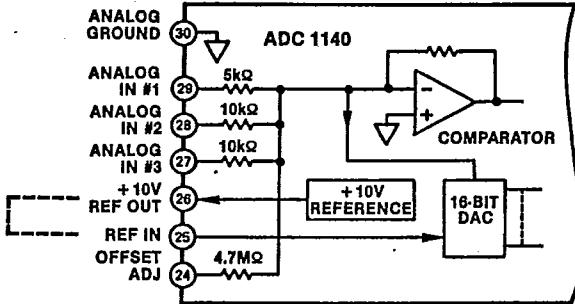 ANALOG
GROUND
30
ADC 1140
ANALOG
IN #1
29
5kΩ
ANALOG
IN #2
28
10kΩ
ANALOG
IN #3
27
10kΩ
−
+
COMPARATOR
+10V
REF OUT
26
+10V
REFERENCE
16-BIT
DAC
REF IN
25
OFFSET
ADJ
24
4.7MΩ